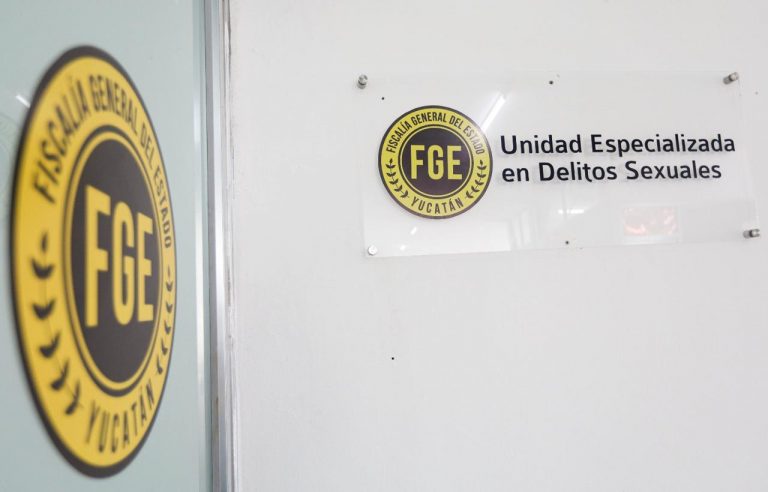 FISCALÍA GENERAL DEL ESTADO
FGE
YUCATÁN
FISCALÍA GENERAL DEL ESTADO
FGE
YUCATÁN
Unidad Especializada
en Delitos Sexuales